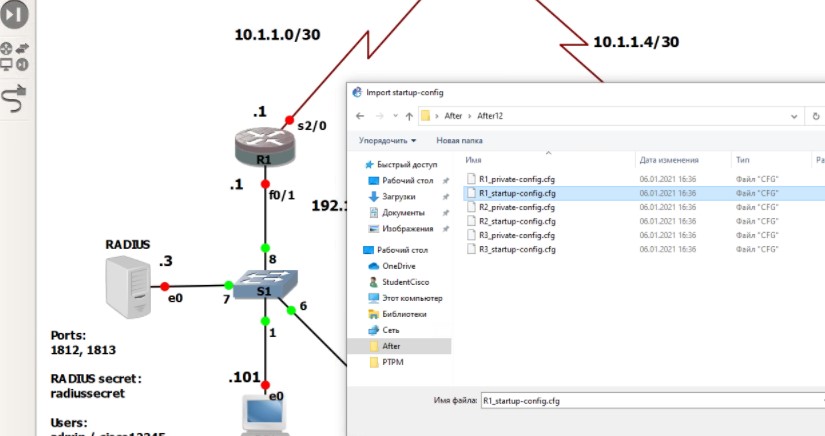 10.1.1.0/30
10.1.1.4/30
.1
s2/0
R1
.1
f0/1
192.1
RADIUS
.3
8
e0
7
S1
6
1
Ports:
1812, 1813
.101
e0
RADIUS secret:
radiussecret
Users:
Import startup-config
After
After12
Упорядочить
Новая папка
Имя
Дата изменения
Тип
Ра
Быстрый доступ
Рабочий стол
Загрузки
Документы
Изображения
Рабочий стол
OneDrive
StudentCisco
Этот компьютер
Библиотеки
Сеть
After
PTPM
R1_private-config.cfg 06.01.2021 16:36 Файл "CFG"
R1_startup-config.cfg 06.01.2021 16:36 Файл "CFG"
R2_private-config.cfg 06.01.2021 16:36 Файл "CFG"
R2_startup-config.cfg 06.01.2021 16:36 Файл "CFG"
R3_private-config.cfg 06.01.2021 16:36 Файл "CFG"
R3_startup-config.cfg 06.01.2021 16:36 Файл "CFG"
Имя файла: R1_startup-config.cfg